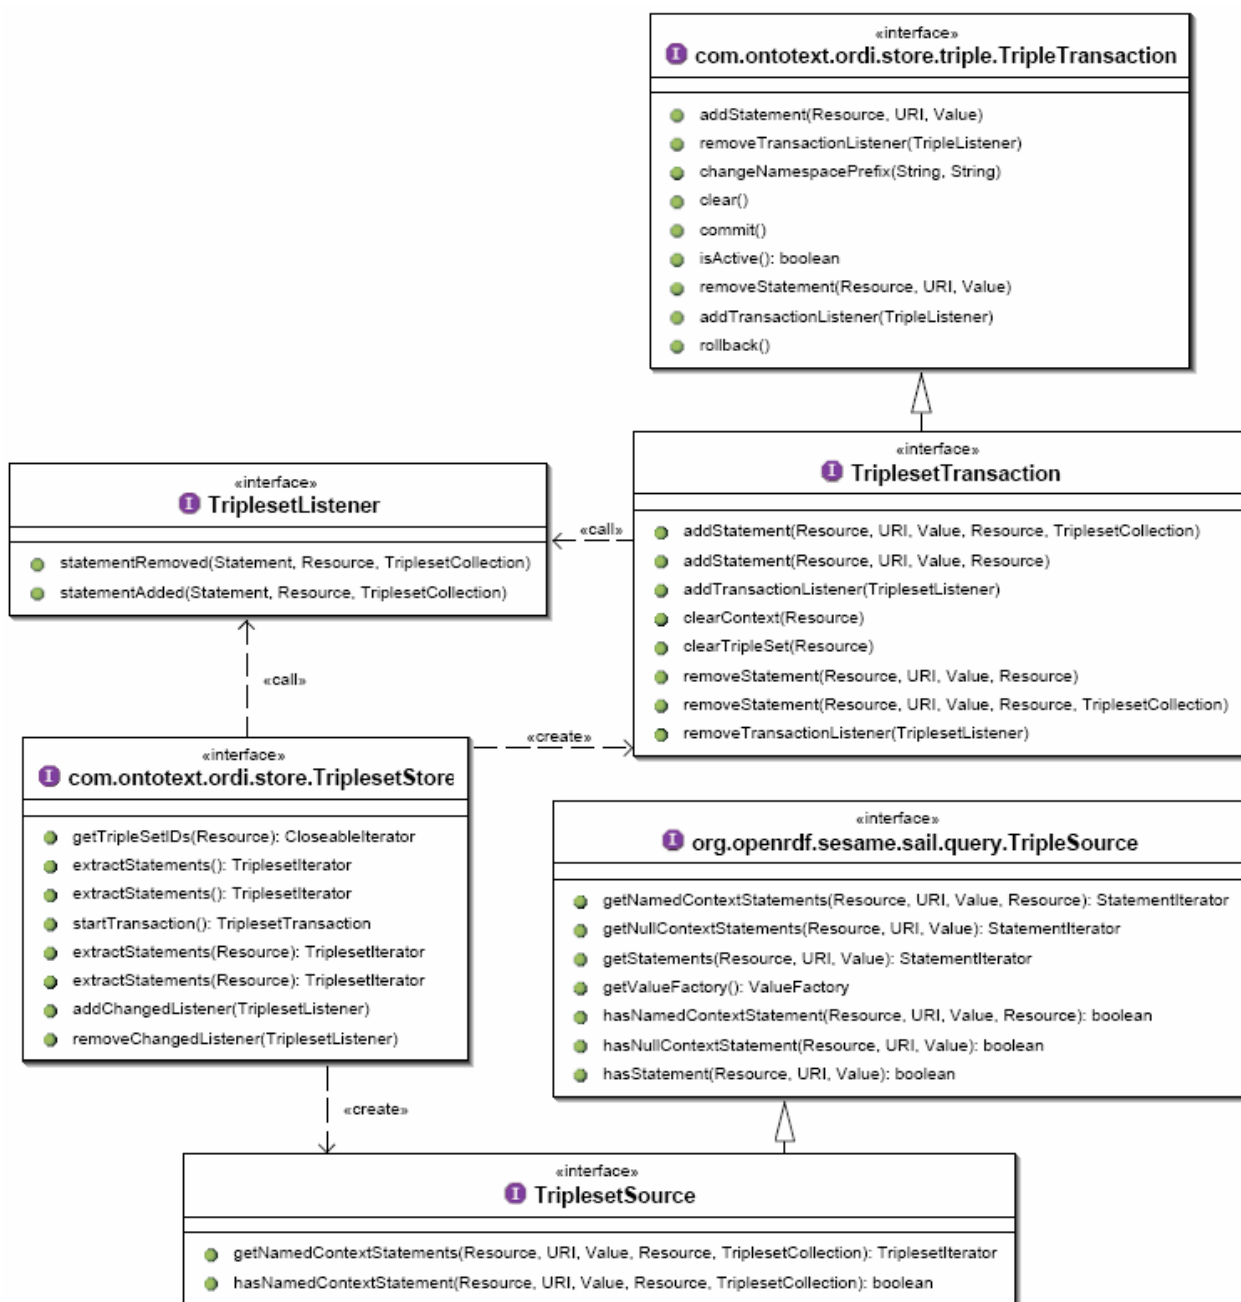 «interface»
I com.ontotext.ordi.store.triple.TripleTransaction
addStatement(Resource, URI, Value)
removeTransactionListener(TripleListener)
changeNamespacePrefix(String, String)
clear()
commit()
isActive(): boolean
removeStatement(Resource, URI, Value)
addTransactionListener(TripleListener)
rollback()
«interface»
I TriplesetTransaction
addStatement(Resource, URI, Value, Resource, TriplesetCollection)
addStatement(Resource, URI, Value, Resource)
addTransactionListener(TriplesetListener)
clearContext(Resource)
clearTripleSet(Resource)
removeStatement(Resource, URI, Value, Resource)
removeStatement(Resource, URI, Value, Resource, TriplesetCollection)
removeTransactionListener(TriplesetListener)
«interface»
I TriplesetListener
statementRemoved(Statement, Resource, TriplesetCollection)
statementAdded(Statement, Resource, TriplesetCollection)
«call»
«call»
«create»
«interface»
I com.ontotext.ordi.store.TriplesetStore
getTripleSetIDs(Resource): CloseableIterator
extractStatements(): TriplesetIterator
extractStatements(): TriplesetIterator
startTransaction(): TriplesetTransaction
extractStatements(Resource): TriplesetIterator
extractStatements(Resource): TriplesetIterator
addChangedListener(TriplesetListener)
removeChangedListener(TriplesetListener)
«interface»
I org.openrdf.sesame.sail.query.TripleSource
getNamedContextStatements(Resource, URI, Value, Resource): StatementIterator
getNullContextStatements(Resource, URI, Value): StatementIterator
getStatements(Resource, URI, Value): StatementIterator
getValueFactory(): ValueFactory
hasNamedContextStatement(Resource, URI, Value, Resource): boolean
hasNullContextStatement(Resource, URI, Value): boolean
hasStatement(Resource, URI, Value): boolean
«create»
«interface»
I TriplesetSource
getNamedContextStatements(Resource, URI, Value, Resource, TriplesetCollection): TriplesetIterator
hasNamedContextStatement(Resource, URI, Value, Resource, TriplesetCollection): boolean